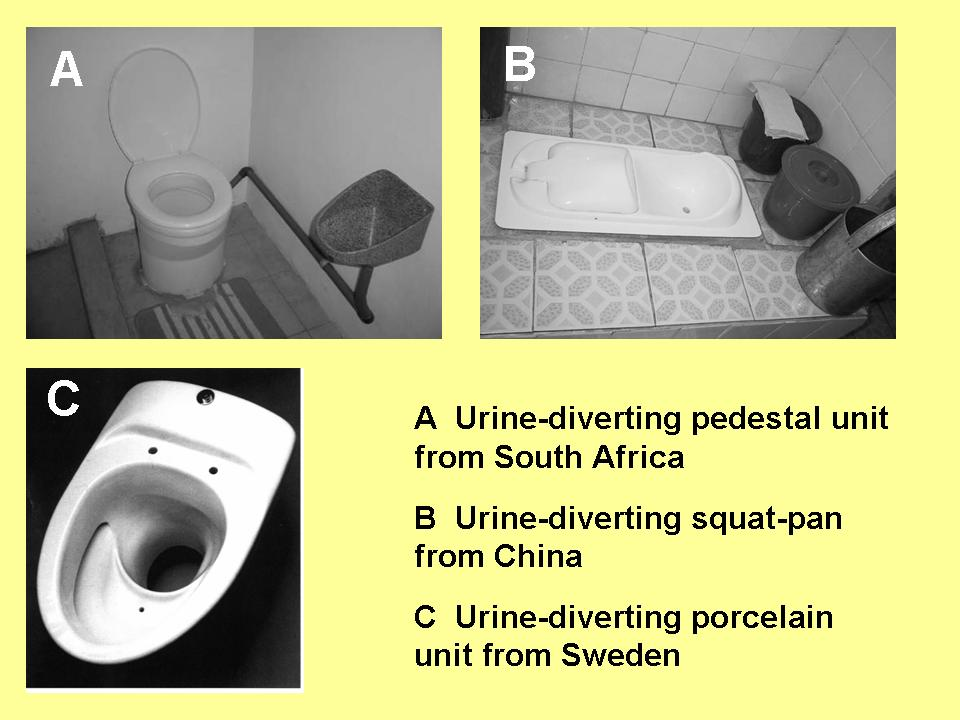 A
B
C
A Urine-diverting pedestal unit
from South Africa
B Urine-diverting squat-pan
from China
C Urine-diverting porcelain
unit from Sweden